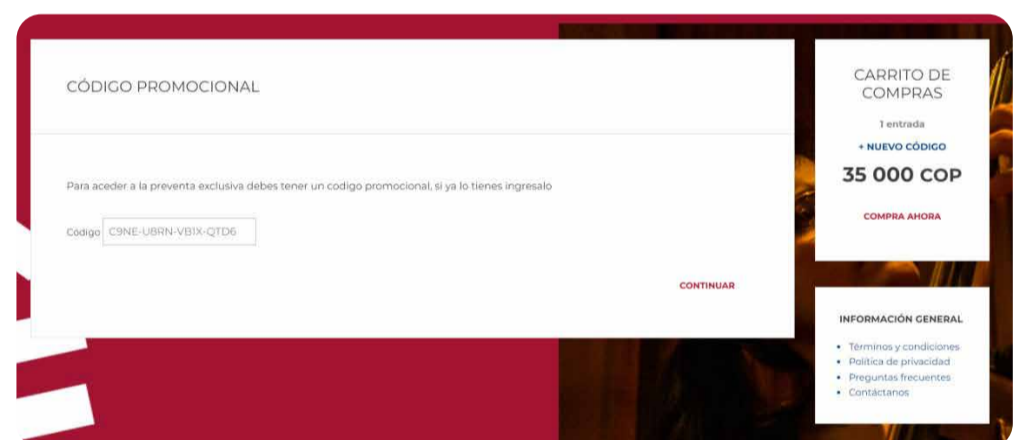 CÓDIGO PROMOCIONAL
Para aceder a la preventa exclusiva debes tener un codigo promocional, si ya lo tienes ingresalo
Código C9NE-U8RN-VB1X-QTD6
CONTINUAR
CARRITO DE
COMPRAS
1 entrada
+ NUEVO CÓDIGO
35 000 COP
COMPRA AHORA
INFORMACIÓN GENERAL
Términos y condiciones
Política de privacidad
Preguntas frecuentes
Contáctanos